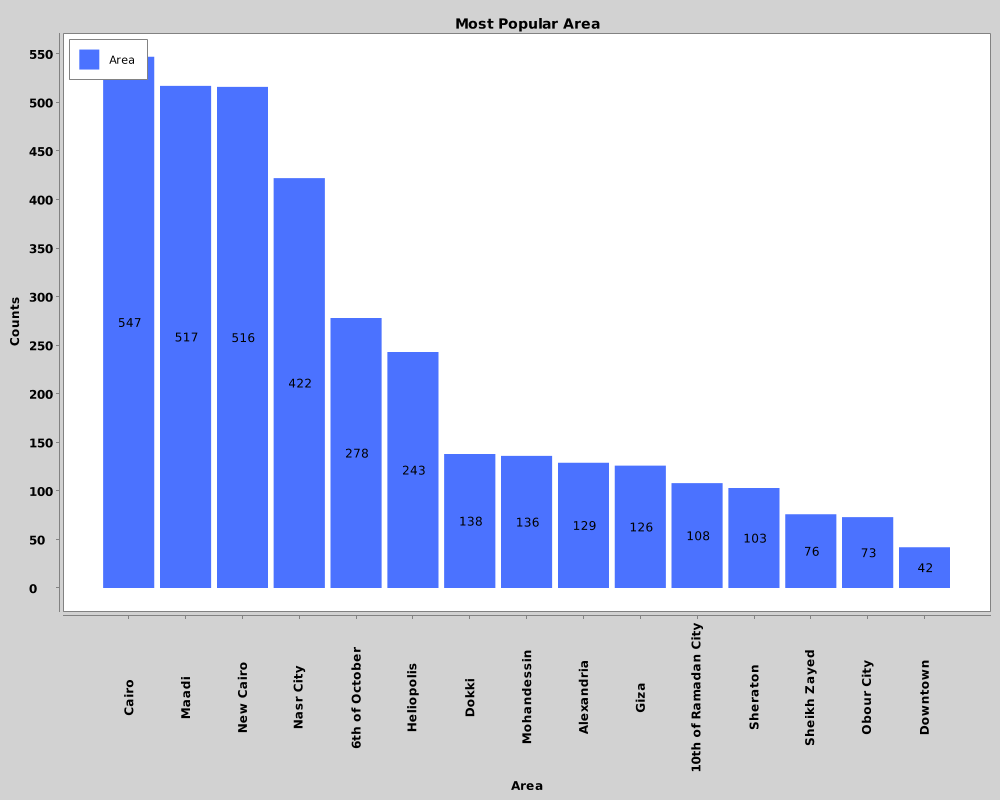 Most Popular Area
Area
Counts
550
500
450
400
350
300
250
200
150
100
50
0
547
517
516
422
278
243
138
136
129
126
108
103
76
73
42
Cairo
Maadi
New Cairo
Nasr City
6th of October
Heliopolis
Dokki
Mohandessin
Alexandria
Giza
10th of Ramadan City
Sheraton
Sheikh Zayed
Obour City
Downtown
Area